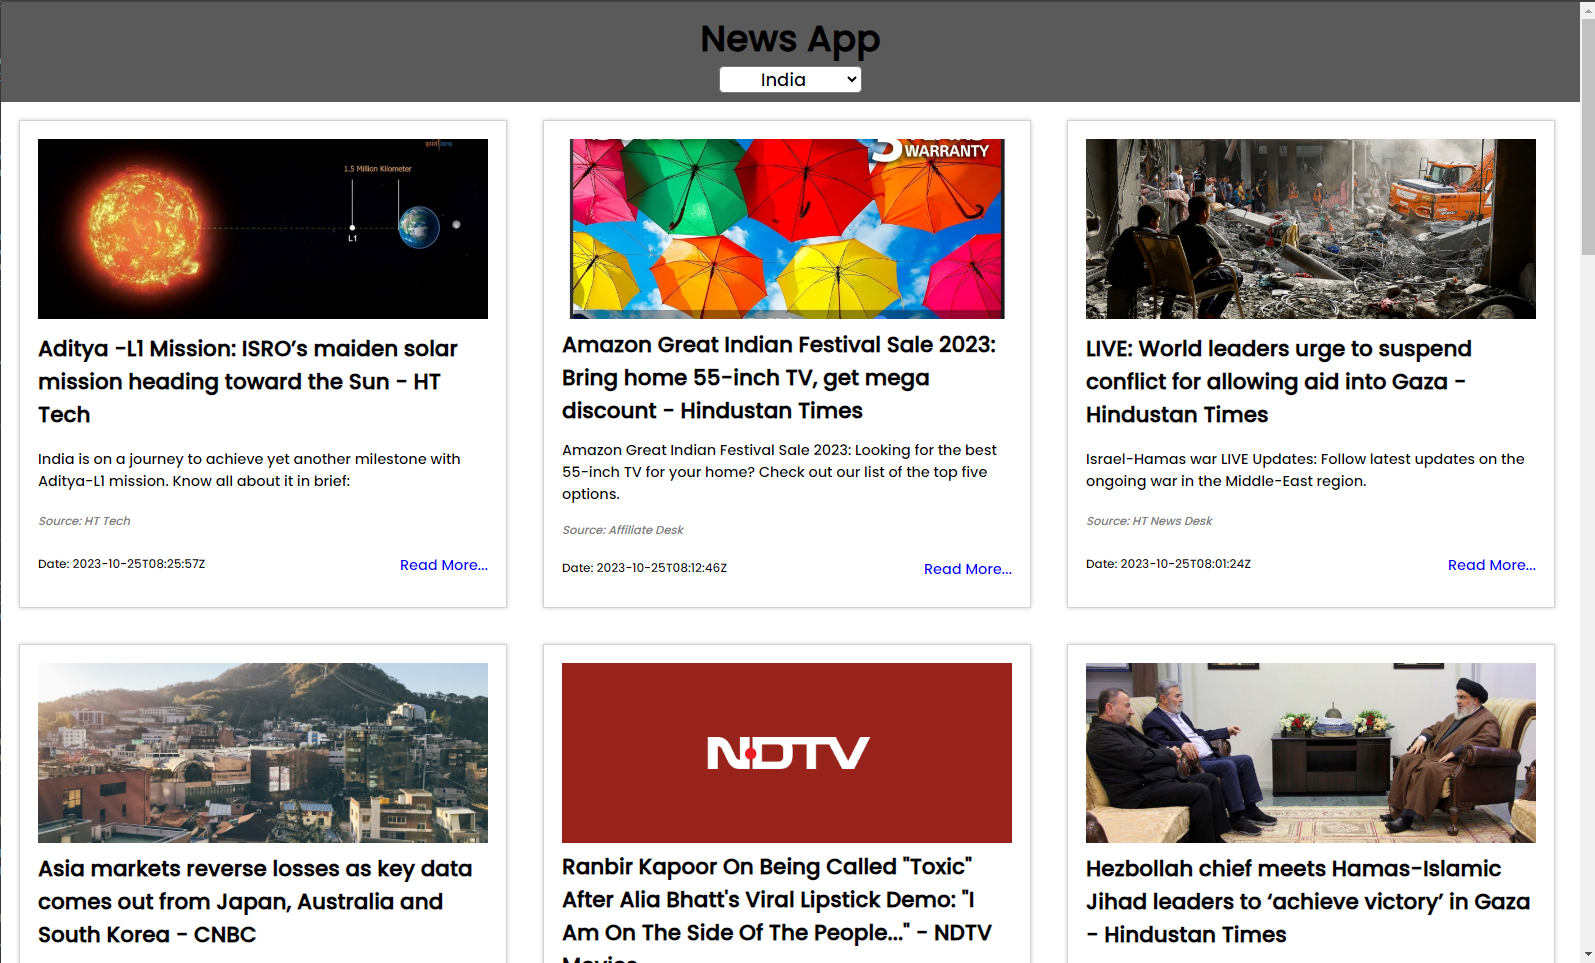 News App
India
1.5 Million Kilometer
L1
Aditya -L1 Mission: ISRO’s maiden solar
mission heading toward the Sun - HT
Tech
India is on a journey to achieve yet another milestone with
Aditya-L1 mission. Know all about it in brief:
Source: HT Tech
Date: 2023-10-25T08:25:57Z
Read More...
WARRANTY
Amazon Great Indian Festival Sale 2023:
Bring home 55-inch TV, get mega
discount - Hindustan Times
Amazon Great Indian Festival Sale 2023: Looking for the best
55-inch TV for your home? Check out our list of the top five
options.
Source: Affiliate Desk
Date: 2023-10-25T08:12:46Z
Read More...
LIVE: World leaders urge to suspend
conflict for allowing aid into Gaza -
Hindustan Times
Israel-Hamas war LIVE Updates: Follow latest updates on the
ongoing war in the Middle-East region.
Source: HT News Desk
Date: 2023-10-25T08:01:24Z
Read More...
Asia markets reverse losses as key data
comes out from Japan, Australia and
South Korea - CNBC
NDTV
Ranbir Kapoor On Being Called "Toxic"
After Alia Bhatt's Viral Lipstick Demo: "I
Am On The Side Of The People..." - NDTV
Movies
Hezbollah chief meets Hamas-Islamic
Jihad leaders to ‘achieve victory’ in Gaza
- Hindustan Times